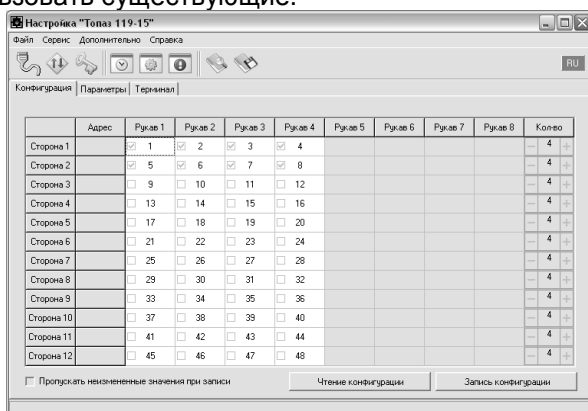 зовать существующие.
Настройка "Топаз 119-15"
Файл Сервис Дополнительно Справка
RU
Конфигурация Параметры Терминал
Адрес Рукав 1 Рукав 2 Рукав 3 Рукав 4 Рукав 5 Рукав 6 Рукав 7 Рукав 8 Кол-во
Сторона 1 1 2 3 4 – 4 +
Сторона 2 5 6 7 8 – 4 +
Сторона 3 9 10 11 12 – 4 +
Сторона 4 13 14 15 16 – 4 +
Сторона 5 17 18 19 20 – 4 +
Сторона 6 21 22 23 24 – 4 +
Сторона 7 25 26 27 28 – 4 +
Сторона 8 29 30 31 32 – 4 +
Сторона 9 33 34 35 36 – 4 +
Сторона 10 37 38 39 40 – 4 +
Сторона 11 41 42 43 44 – 4 +
Сторона 12 45 46 47 48 – 4 +
Пропускать неизмененные значения при записи Чтение конфигурации Запись конфигурации